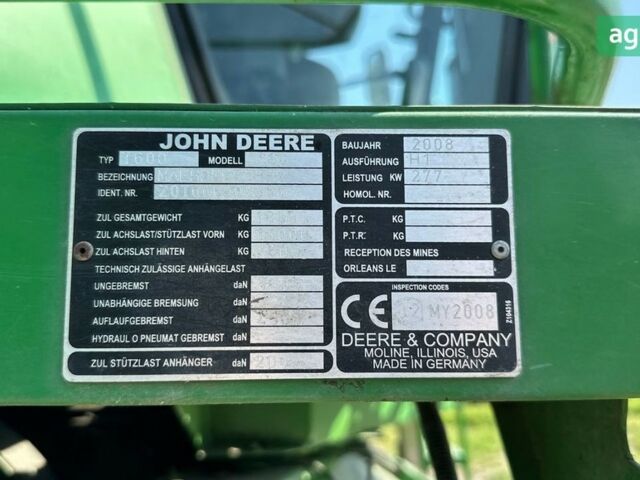 ag
JOHN DEERE
TYP MODELL
BEZEICHNUNG
IDENT. NR.
ZUL GESAMTGEWICHT KG
ZUL ACHSLAST/STÜTZLAST VORN KG
ZUL ACHSLAST HINTEN KG
TECHNISCH ZULÄSSIGE ANHÄNGELAST
UNGEBREMST daN
UNABHÄNGIGE BREMSUNG daN
AUFLAUFGEBREMST daN
HYDRAUL O PNEUMAT GEBREMST daN
ZUL STÜTZLAST ANHÄNGER daN
BAUJAHR 2008
AUSFÜHRUNG H1
LEISTUNG KW 277
HOMOL. NR.
P.T.C. KG
P.T.R. KG
RECEPTION DES MINES
ORLEANS LE
INSPECTION CODES
CE MY2008
DEERE & COMPANY
MOLINE, ILLINOIS, USA
MADE IN GERMANY
Z104316